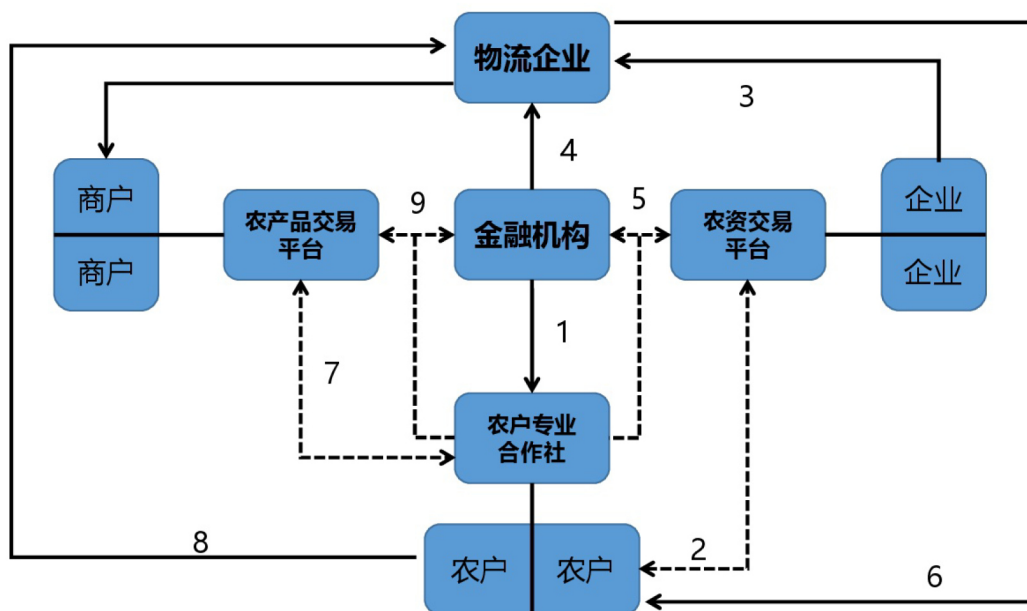 物流企业
3
4
商户
企业
农产品交易
平台
9
金融机构
5
农资交易
平台
商户
企业
1
7
农户专业
合作社
8
农户
农户
2
6